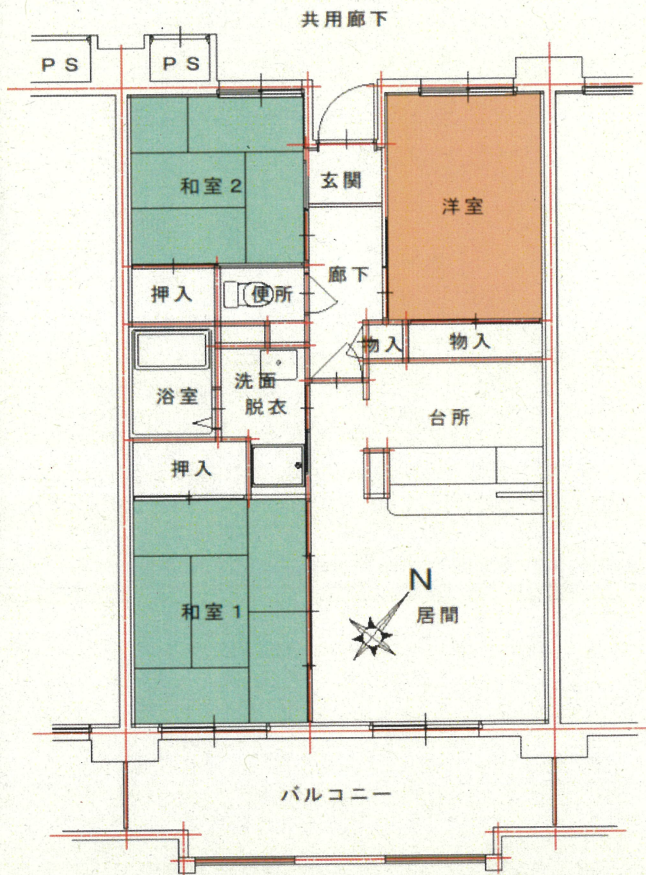 共用廊下
PS
PS
和室2
玄関
洋室
廊下
押入
便所
物入
物入
浴室
洗面
脱衣
台所
押入
N
和室1
居間
バルコニー